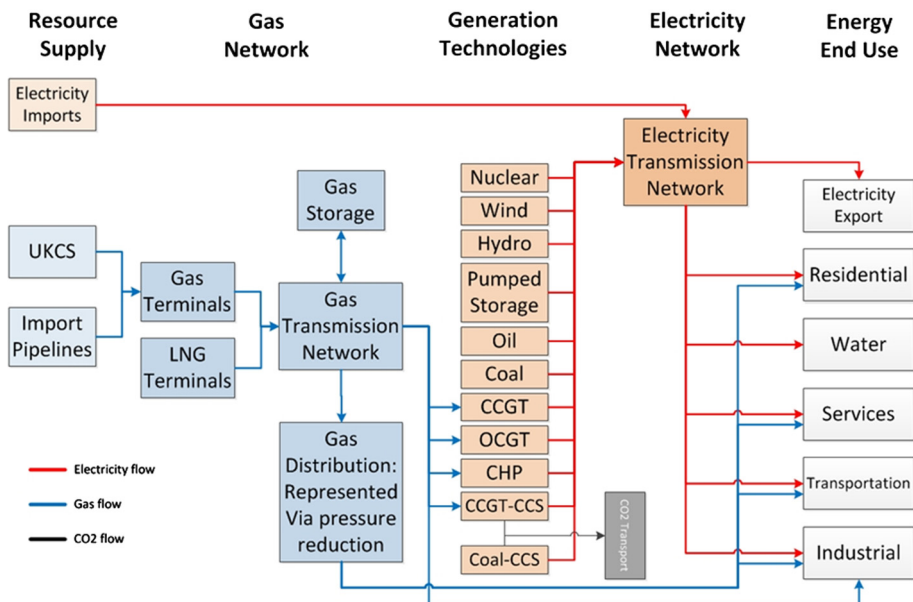 Resource
Supply
Gas
Network
Generation
Technologies
Electricity
Network
Energy
End Use
Electricity
Imports
Electricity
Transmission
Network
Electricity
Export
Gas
Storage
Nuclear
Wind
Hydro
Pumped
Storage
Oil
Coal
CCGT
OCGT
CHP
CCGT-CCS
Coal-CCS
UKCS
Import
Pipelines
Gas
Terminals
LNG
Terminals
Gas
Transmission
Network
Gas
Distribution:
Represented
Via pressure
reduction
CO2 Transport
Residential
Water
Services
Transportation
Industrial
Electricity flow
Gas flow
CO2 flow